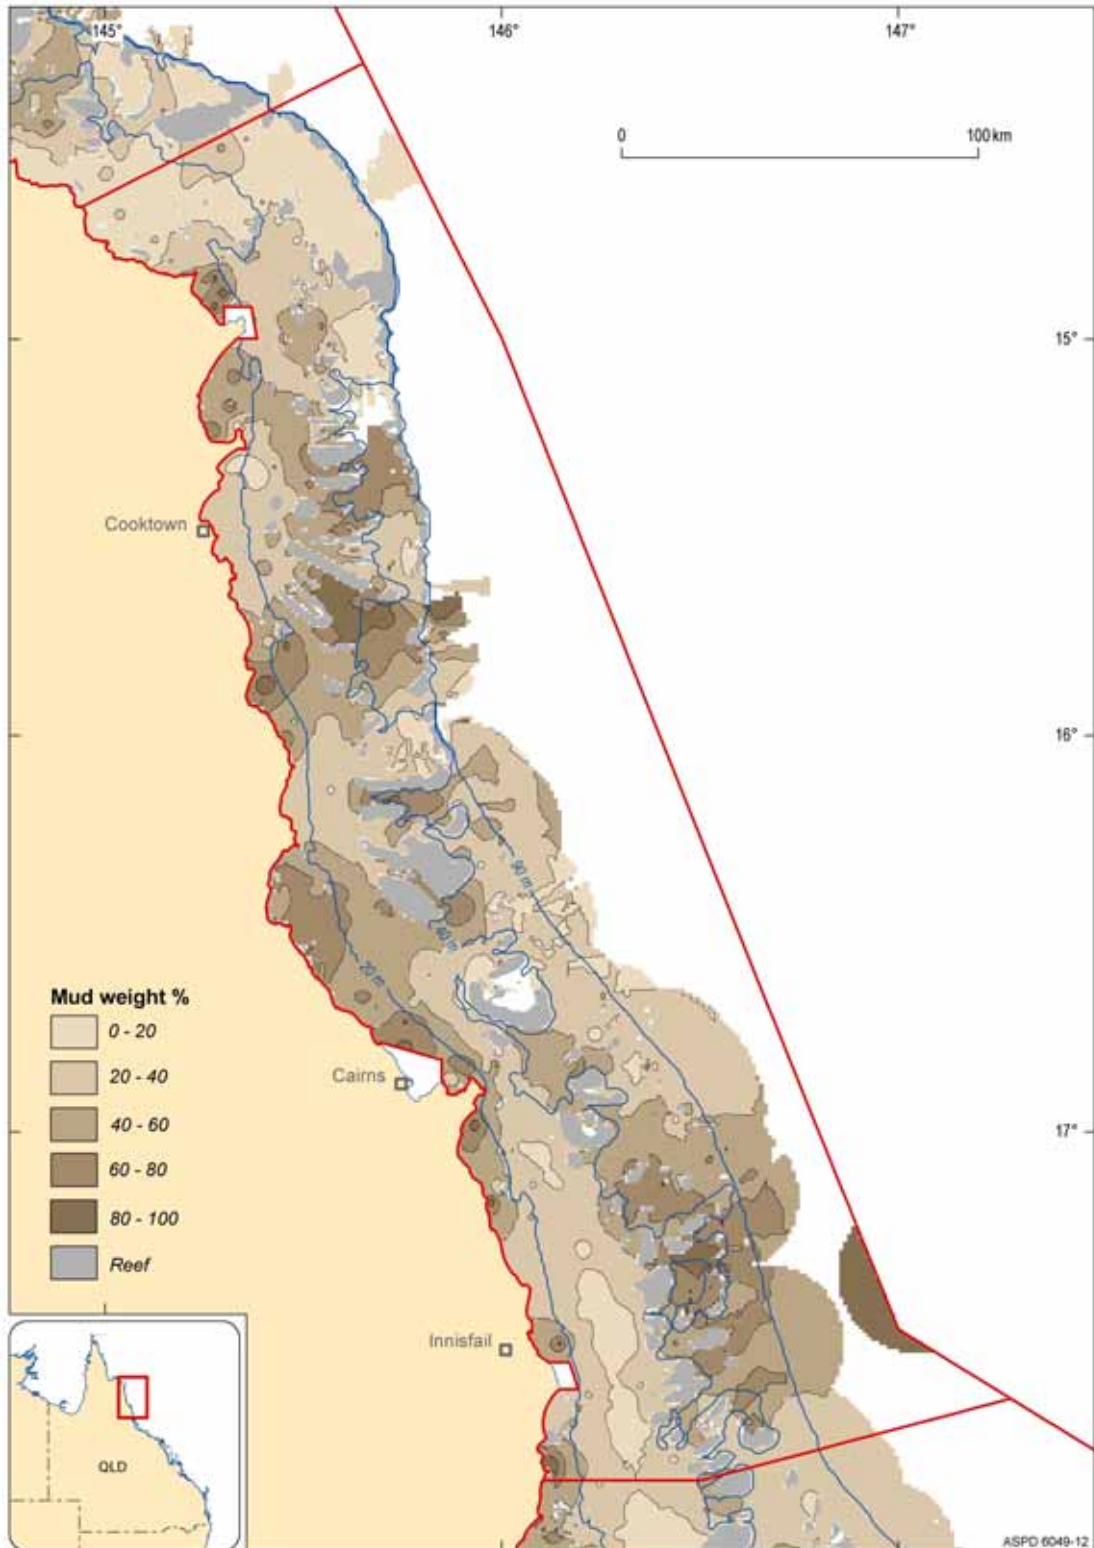 145°
146°
147°
0
100 km
15°
Cooktown
16°
90 m
40 m
20 m
Mud weight %
0 - 20
20 - 40
40 - 60
60 - 80
80 - 100
Reef
Cairns
17°
Innisfail
QLD
ASPD 6049-12